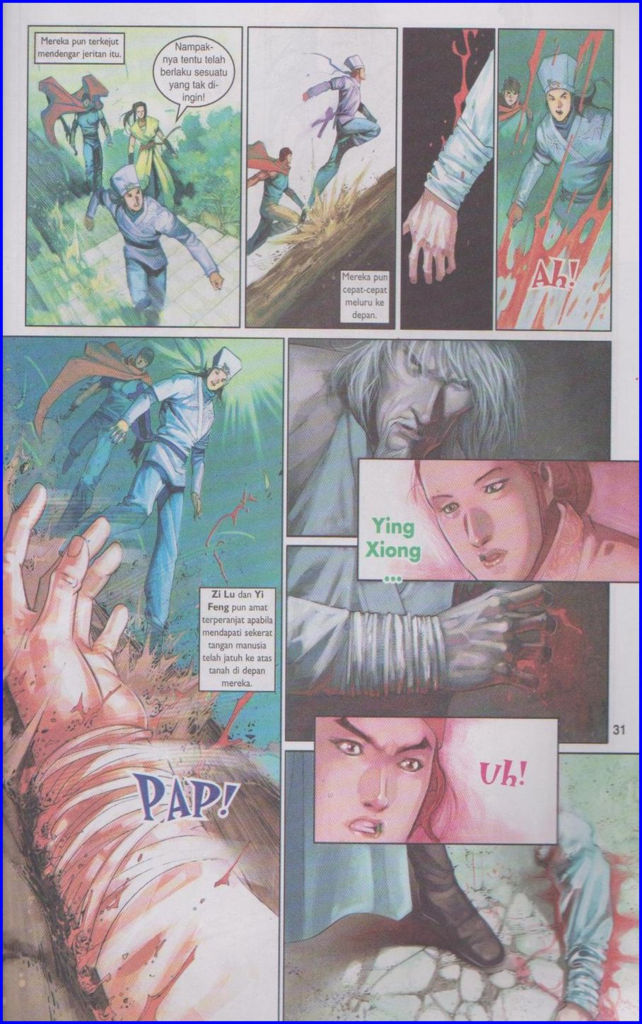 Mereka pun terkejut
mendengar jeritan itu.
Nampak-
nya tentu telah
berlaku sesuatu
yang tak di-
ingin!
Mereka pun
cepat-cepat
meluru ke
depan.
Ah!
Zi Lu dan Yi
Feng pun amat
terperanjat apabila
mendapati sekerat
tangan manusia
telah jatuh ke atas
tanah di depan
mereka.
PAP!
Ying
Xiong
...
Uh!
31